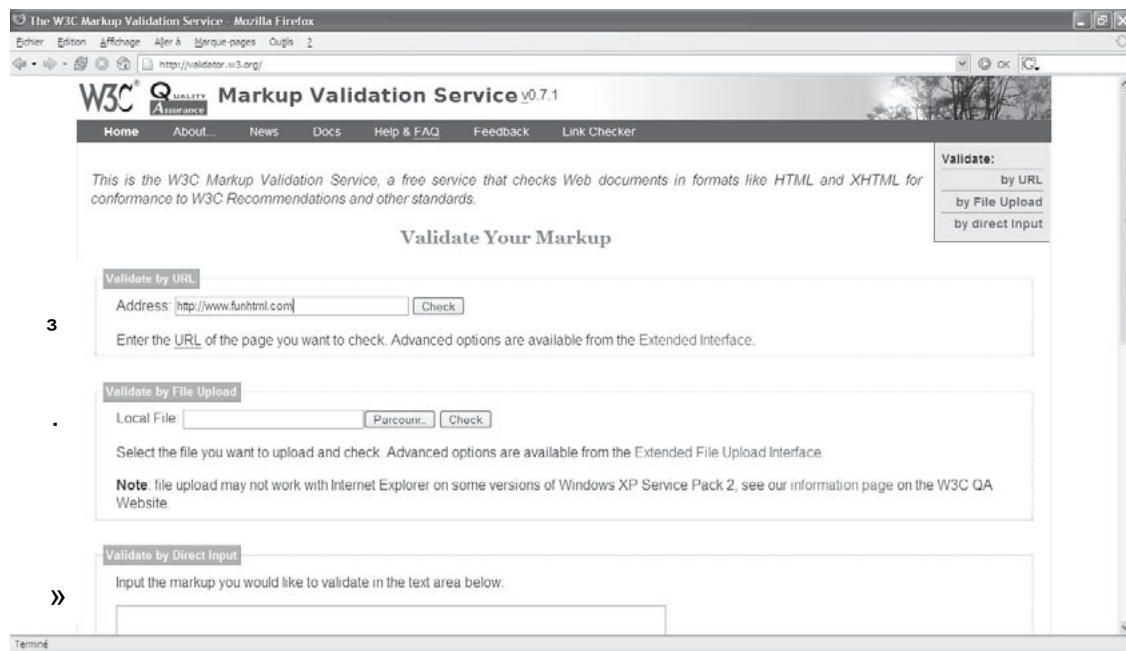 The W3C Markup Validation Service - Mozilla Firefox
Fichier Edition Affichage Aller à Marque-pages Outils ?
http://validator.w3.org/ OK
W3C® QUALITY Assurance Markup Validation Service v0.7.1
Home About... News Docs Help & FAQ Feedback Link Checker
Validate:
by URL
by File Upload
by direct Input
This is the W3C Markup Validation Service, a free service that checks Web documents in formats like HTML and XHTML for
conformance to W3C Recommendations and other standards.
Validate Your Markup
Validate by URL
Address: http://www.funhtml.com Check
3
Enter the URL of the page you want to check. Advanced options are available from the Extended Interface.
Validate by File Upload
Local File: Parcourir... Check
.
Select the file you want to upload and check. Advanced options are available from the Extended File Upload Interface.
Note: file upload may not work with Internet Explorer on some versions of Windows XP Service Pack 2, see our information page on the W3C QA
Website.
Validate by Direct Input
Input the markup you would like to validate in the text area below:
»
Terminé